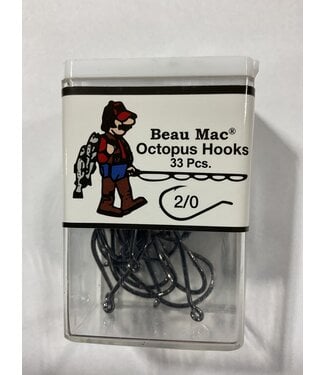 Beau Mac®
Octopus Hooks
33 Pcs.
2/0